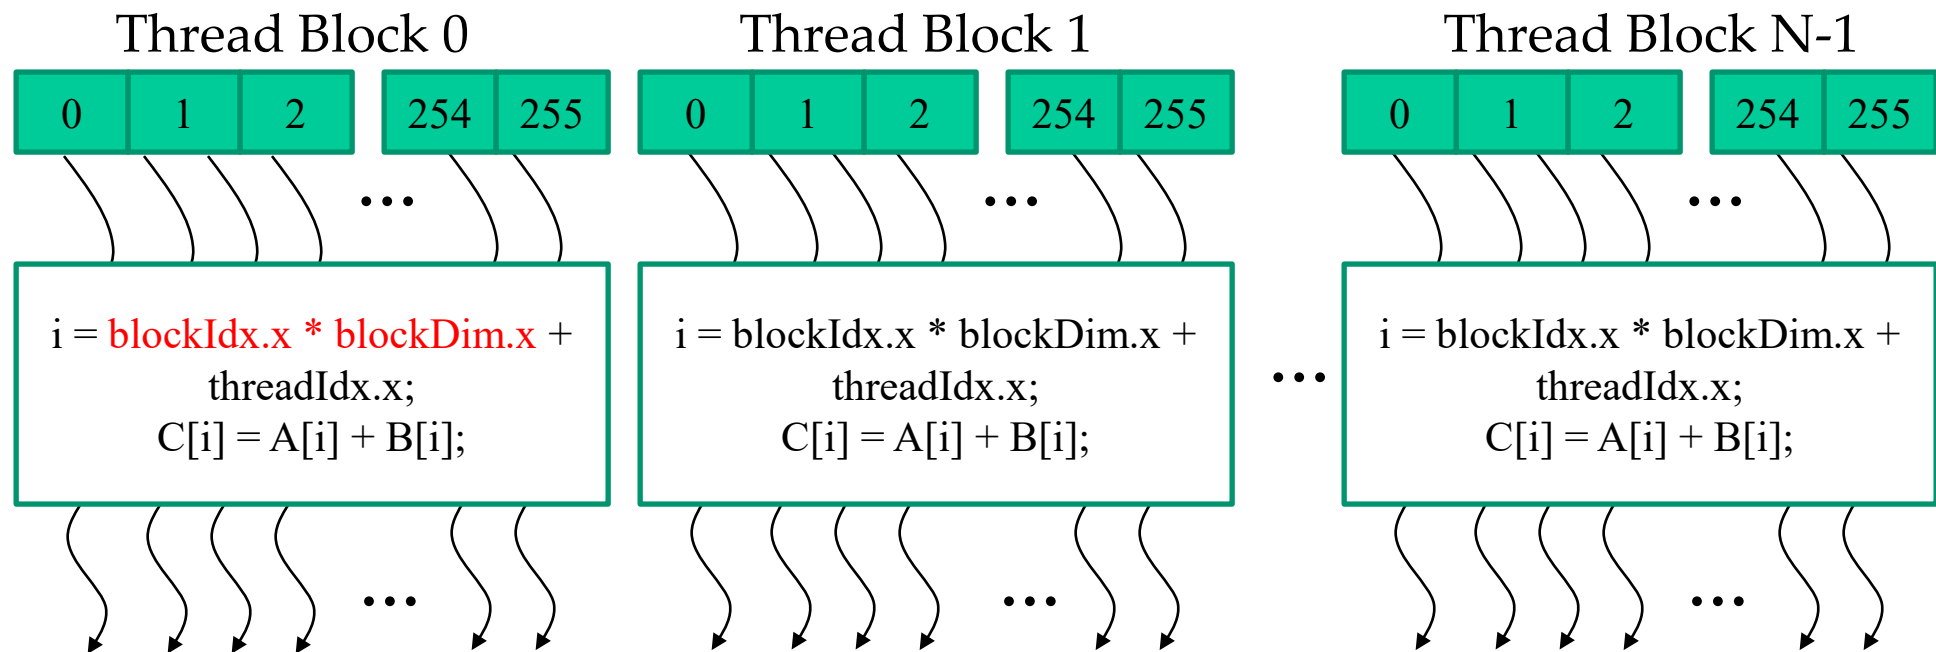 Thread Block 0
Thread Block 1
Thread Block N-1
0 1 2 254 255
0 1 2 254 255
0 1 2 254 255
...
...
...
i = blockIdx.x * blockDim.x +
threadIdx.x;
C[i] = A[i] + B[i];
i = blockIdx.x * blockDim.x +
threadIdx.x;
C[i] = A[i] + B[i];
...
i = blockIdx.x * blockDim.x +
threadIdx.x;
C[i] = A[i] + B[i];
...
...
...